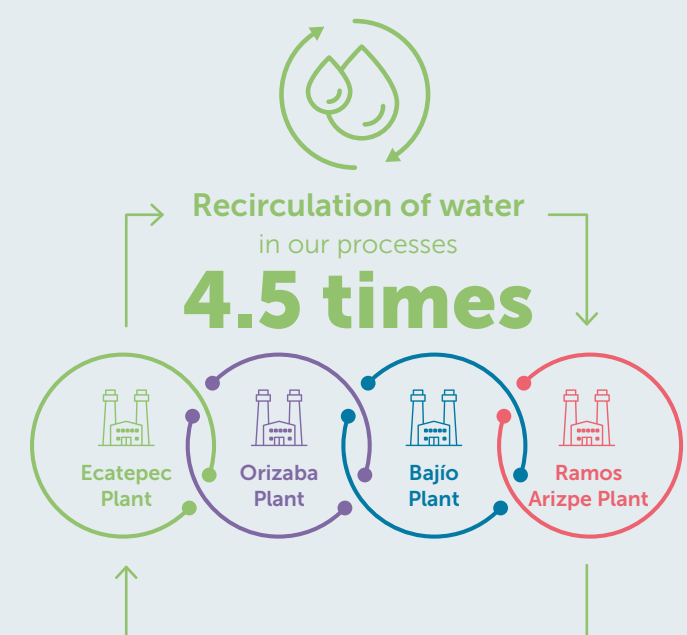 Recirculation of water
in our processes
4.5 times
Ecatepec
Plant
Orizaba
Plant
Bajío
Plant
Ramos
Arizpe Plant